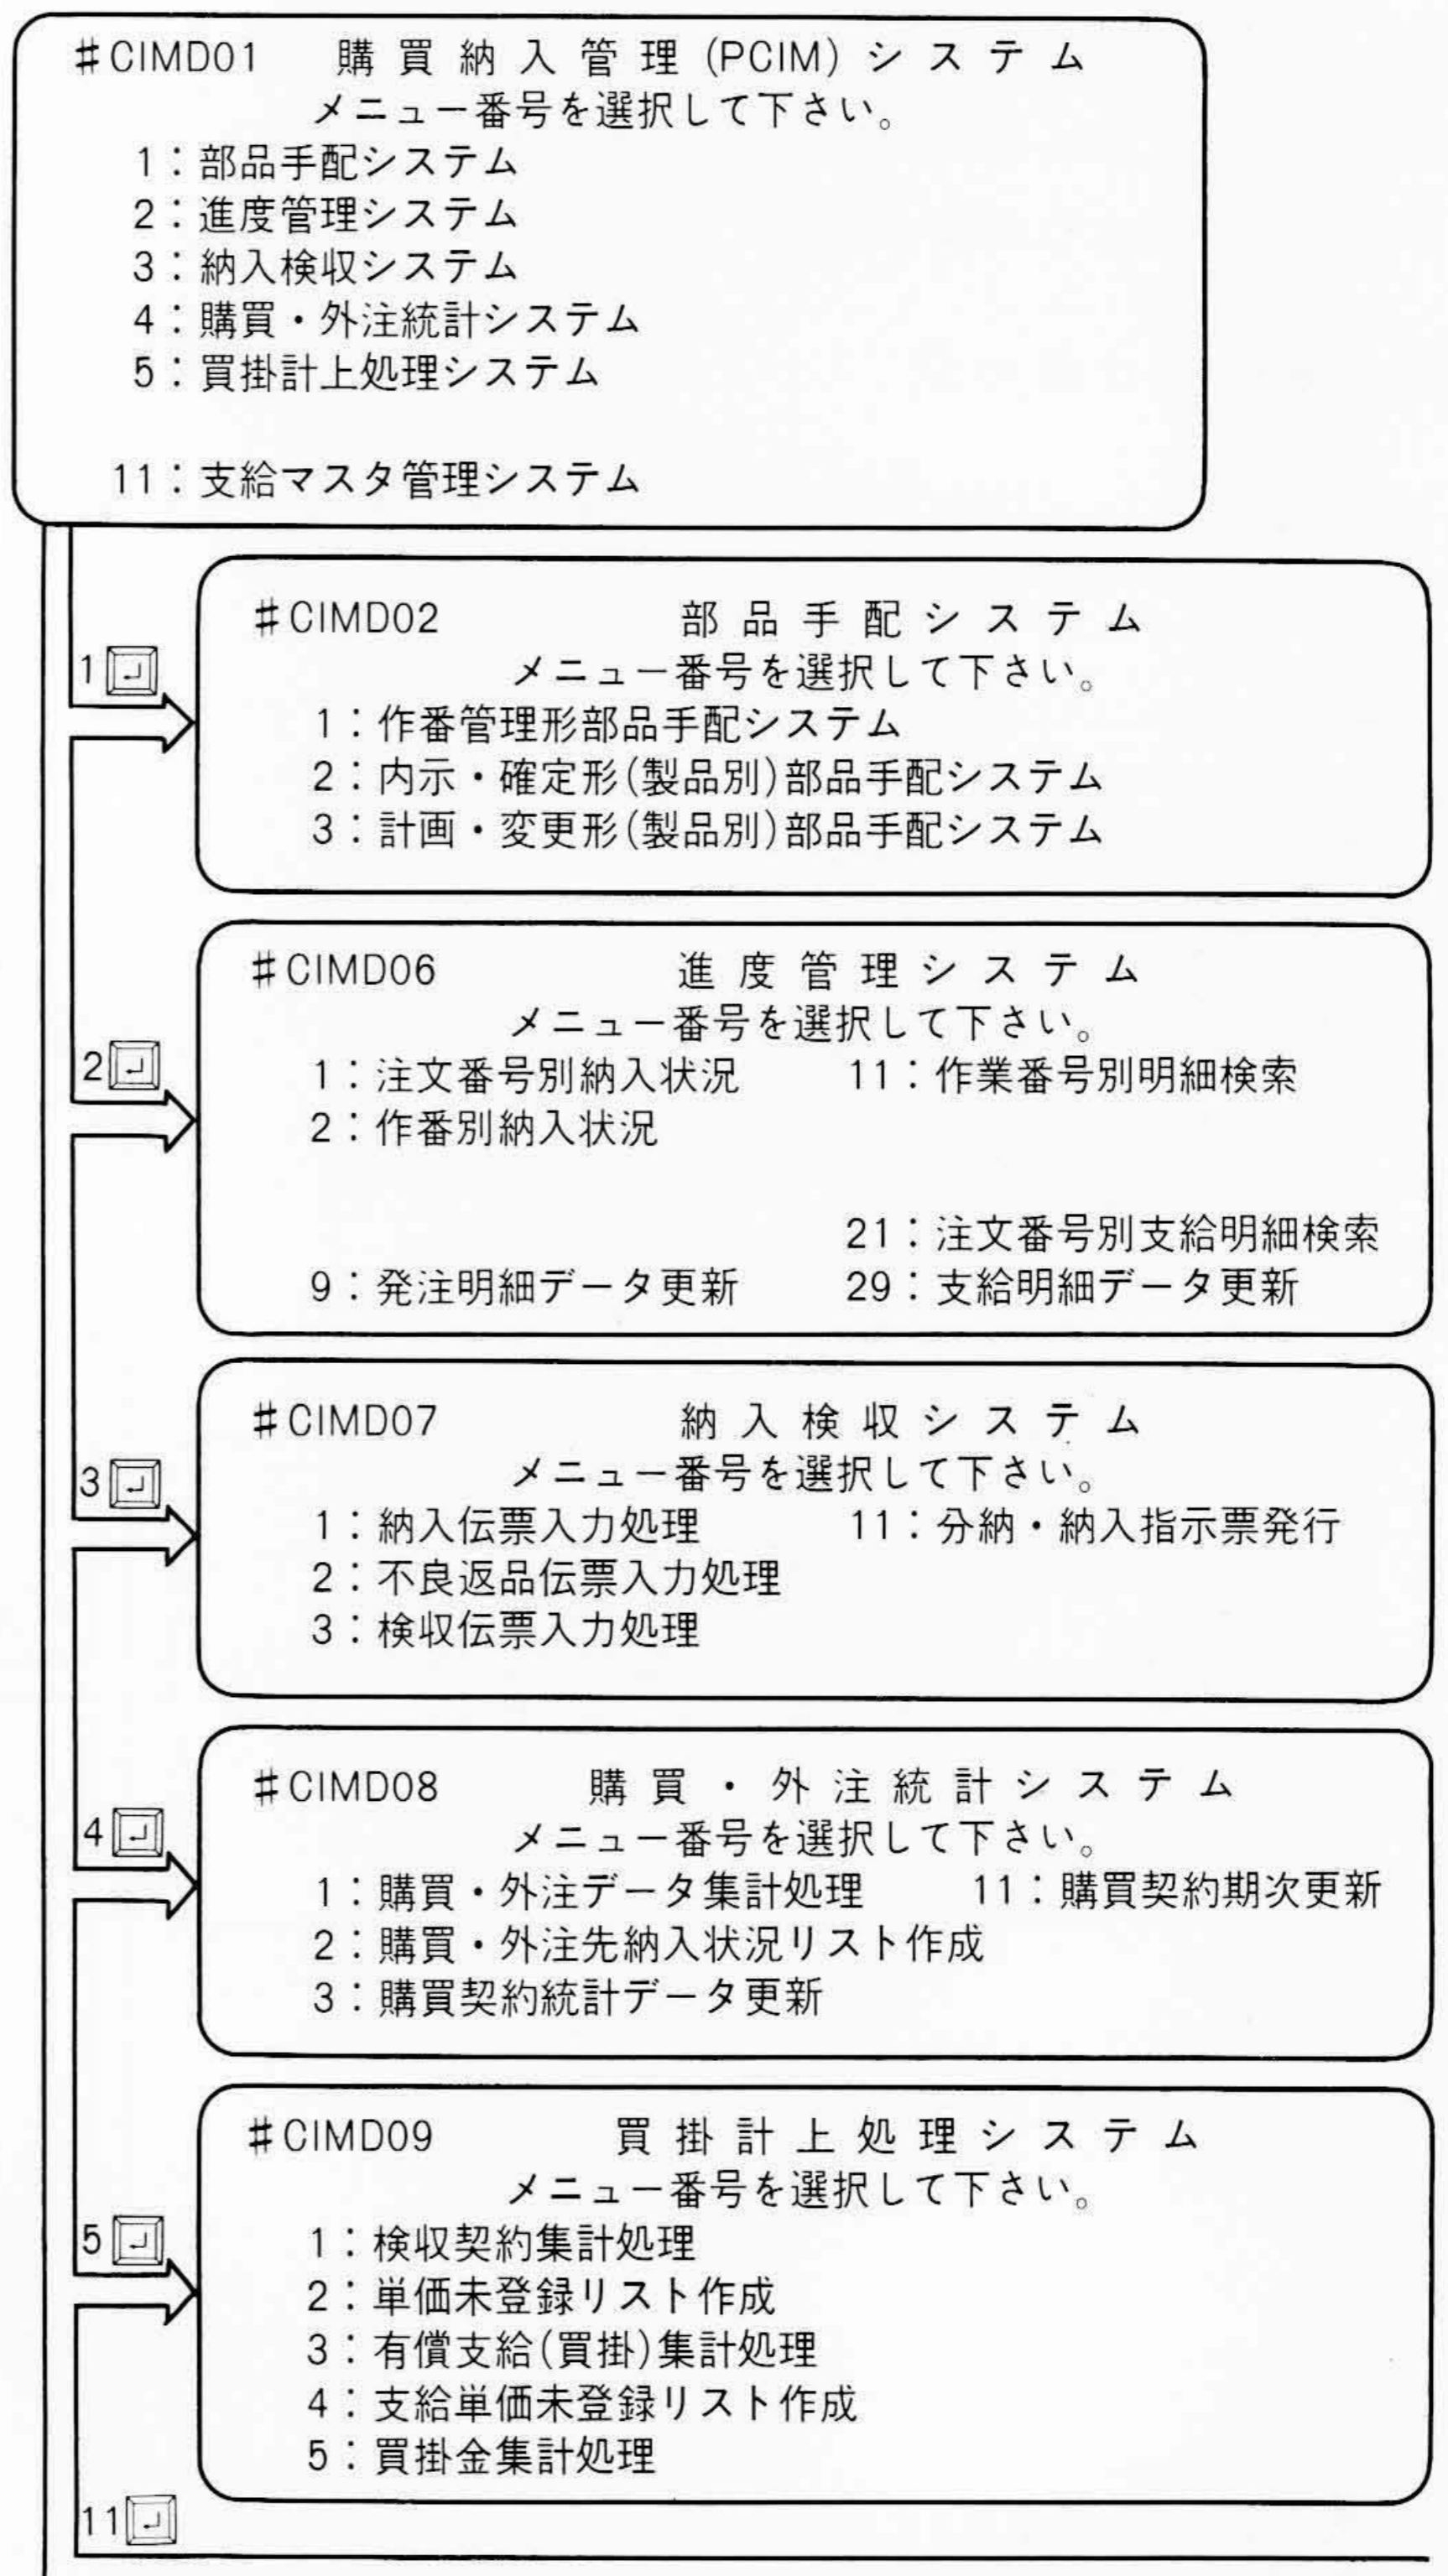 #CIMD01 購買納入管理(PCIM)システム
メニュー番号を選択して下さい。
1：部品手配システム
2：進度管理システム
3：納入検収システム
4：購買・外注統計システム
5：買掛計上処理システム
11：支給マスタ管理システム
1
#CIMD02 部品手配システム
メニュー番号を選択して下さい。
1：作番管理形部品手配システム
2：内示・確定形(製品別)部品手配システム
3：計画・変更形(製品別)部品手配システム
2
#CIMD06 進度管理システム
メニュー番号を選択して下さい。
1：注文番号別納入状況 11：作業番号別明細検索
2：作番別納入状況
21：注文番号別支給明細検索
9：発注明細データ更新 29：支給明細データ更新
3
#CIMD07 納入検収システム
メニュー番号を選択して下さい。
1：納入伝票入力処理 11：分納・納入指示票発行
2：不良返品伝票入力処理
3：検収伝票入力処理
4
#CIMD08 購買・外注統計システム
メニュー番号を選択して下さい。
1：購買・外注データ集計処理 11：購買契約期次更新
2：購買・外注先納入状況リスト作成
3：購買契約統計データ更新
5
#CIMD09 買掛計上処理システム
メニュー番号を選択して下さい。
1：検収契約集計処理
2：単価未登録リスト作成
3：有償支給(買掛)集計処理
4：支給単価未登録リスト作成
5：買掛金集計処理
11